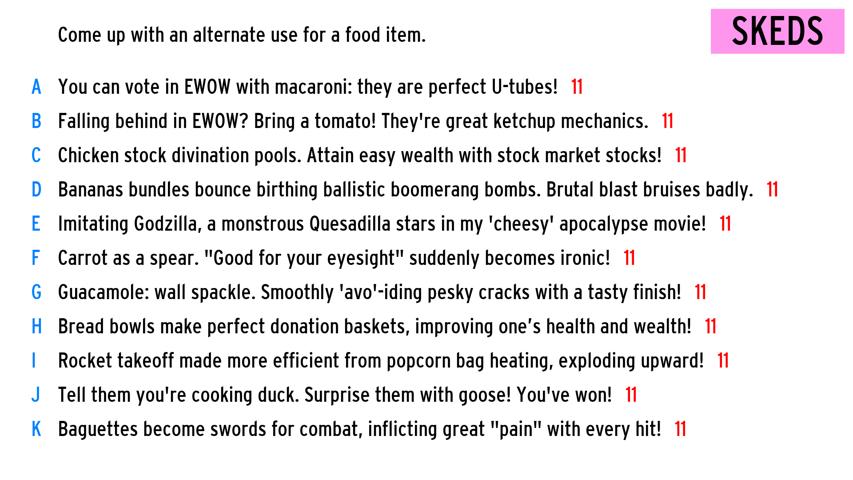 Come up with an alternate use for a food item.
SKEDS
A You can vote in EWOW with macaroni: they are perfect U-tubes! 11
B Falling behind in EWOW? Bring a tomato! They're great ketchup mechanics. 11
C Chicken stock divination pools. Attain easy wealth with stock market stocks! 11
D Bananas bundles bounce birthing ballistic boomerang bombs. Brutal blast bruises badly. 11
E Imitating Godzilla, a monstrous Quesadilla stars in my 'cheesy' apocalypse movie! 11
F Carrot as a spear. "Good for your eyesight" suddenly becomes ironic! 11
G Guacamole: wall spackle. Smoothly 'avo'-iding pesky cracks with a tasty finish! 11
H Bread bowls make perfect donation baskets, improving one’s health and wealth! 11
I Rocket takeoff made more efficient from popcorn bag heating, exploding upward! 11
J Tell them you're cooking duck. Surprise them with goose! You've won! 11
K Baguettes become swords for combat, inflicting great "pain" with every hit! 11